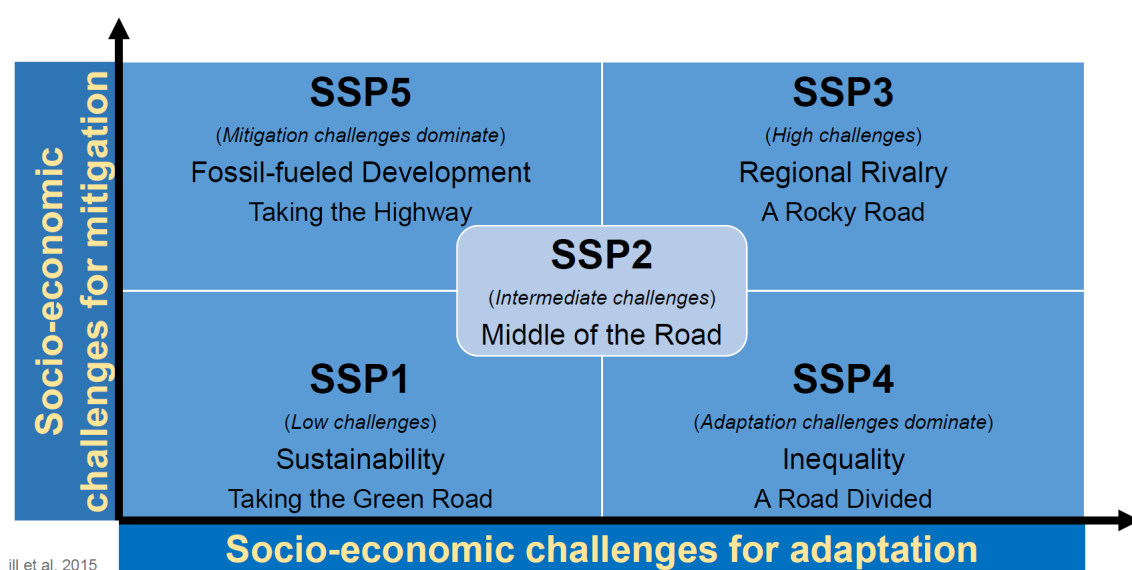 Socio-economic
challenges for mitigation
SSP5
(Mitigation challenges dominate)
Fossil-fueled Development
Taking the Highway
SSP3
(High challenges)
Regional Rivalry
A Rocky Road
SSP2
(Intermediate challenges)
Middle of the Road
SSP1
(Low challenges)
Sustainability
Taking the Green Road
SSP4
(Adaptation challenges dominate)
Inequality
A Road Divided
Socio-economic challenges for adaptation
ill et al. 2015